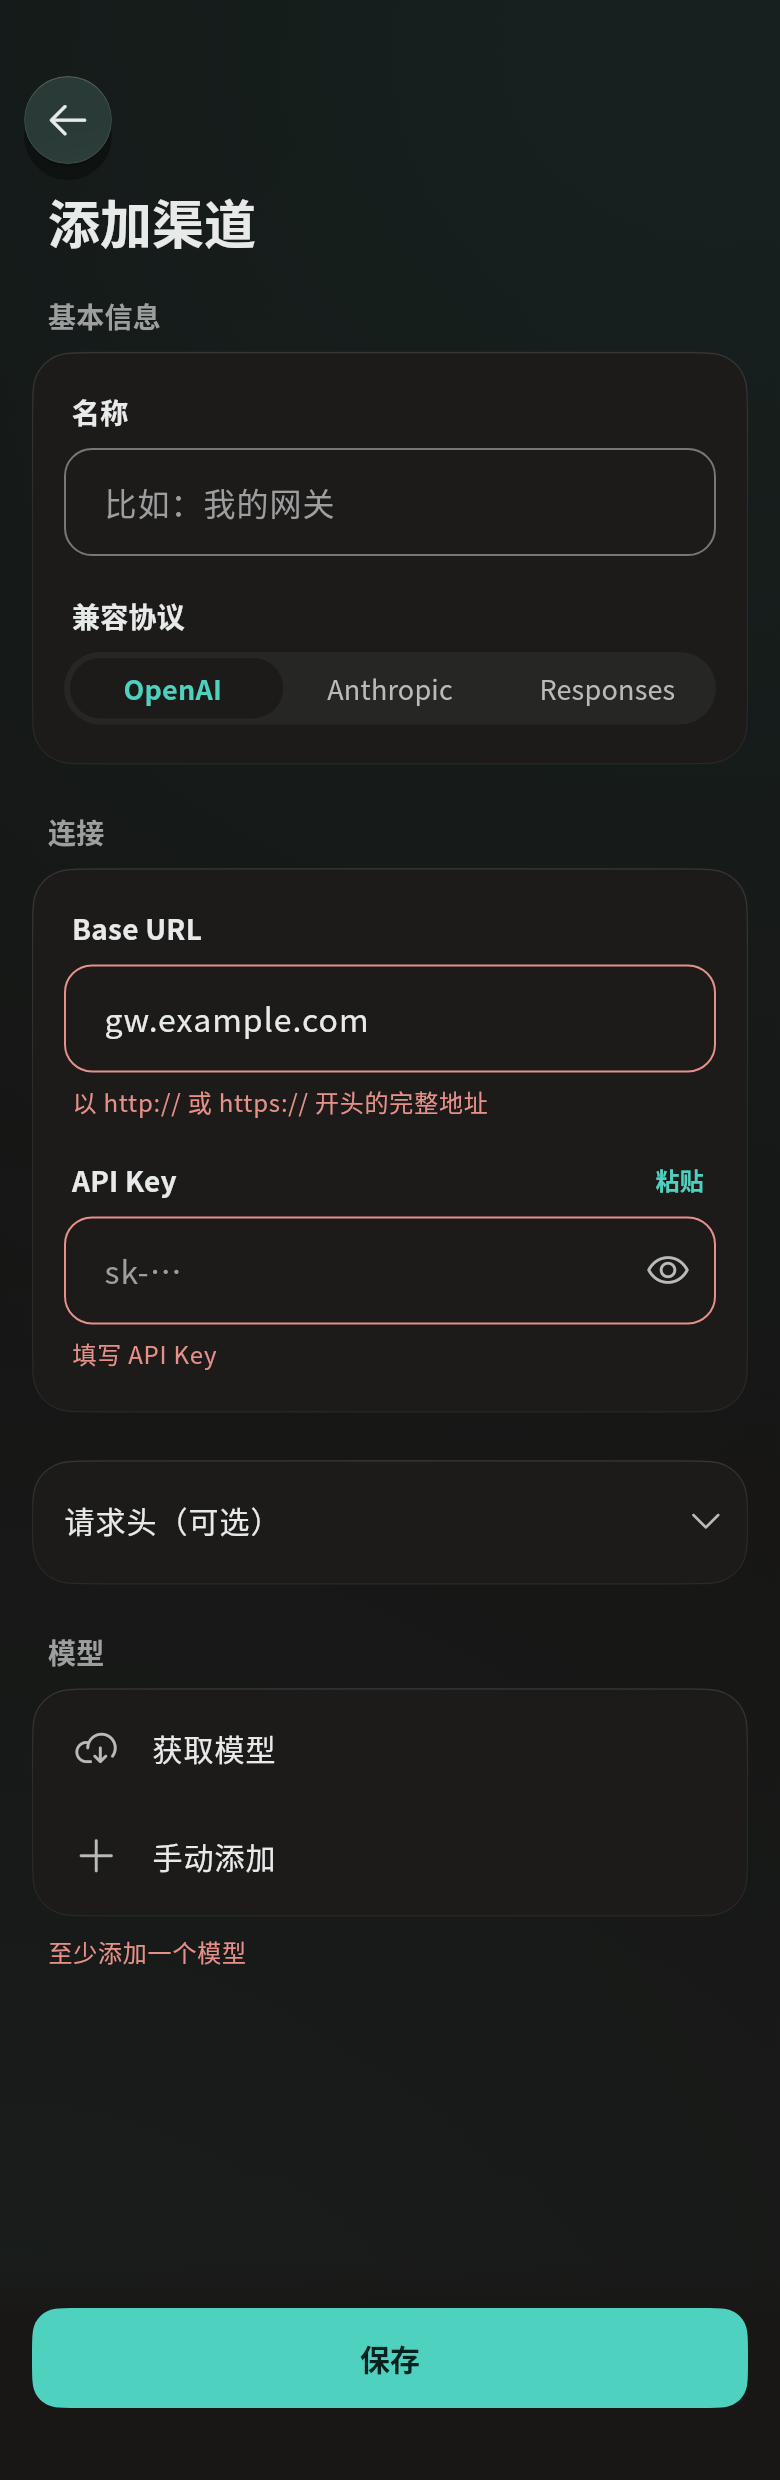 添加渠道
基本信息
名称
比如：我的网关
兼容协议
OpenAI
Anthropic
Responses
连接
Base URL
gw.example.com
以 http:// 或 https:// 开头的完整地址
API Key
粘贴
sk-…
填写 API Key
请求头（可选）
模型
获取模型
手动添加
至少添加一个模型
保存